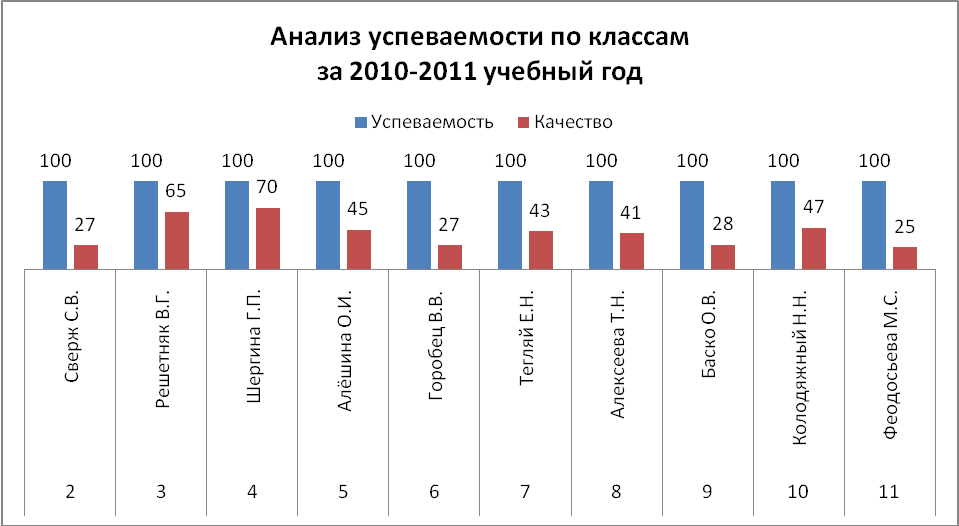 Анализ успеваемости по классам
за 2010-2011 учебный год
Успеваемость Качество
100 100 100 100 100 100 100 100 100 100
27 65 70 45 27 43 41 28 47 25
Сверж С.В.
Решетняк В.Г.
Шергина Г.П.
Алёшина О.И.
Горобец В.В.
Тегляй Е.Н.
Алексеева Т.Н.
Баско О.В.
Колодяжный Н.Н.
Феодосьева М.С.
2 3 4 5 6 7 8 9 10 11